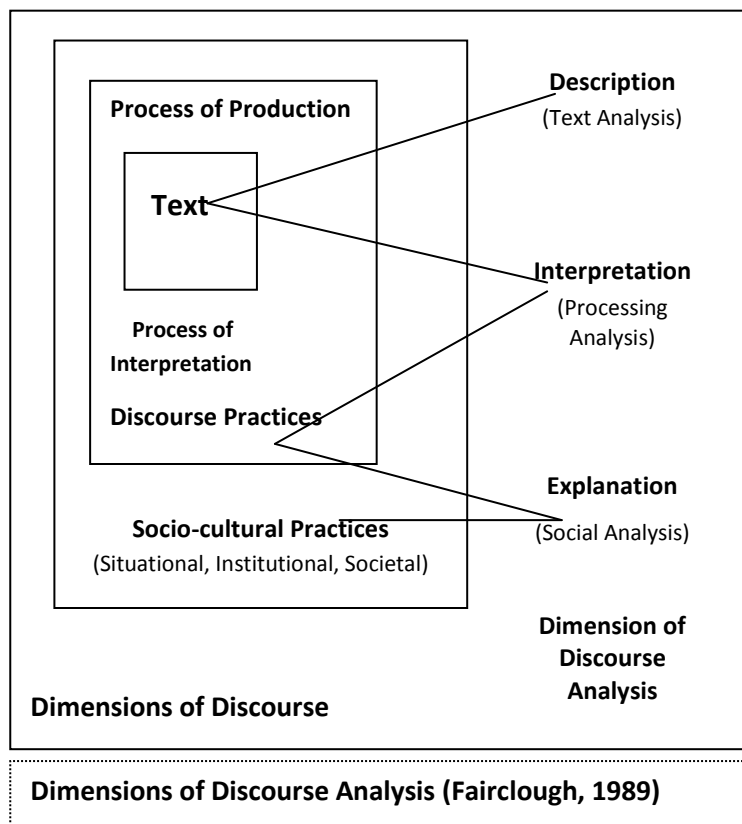 Description
Process of Production
(Text Analysis)
Text
Interpretation
(Processing
Analysis)
Process of
Interpretation
Discourse Practices
Explanation
Socio-cultural Practices
(Social Analysis)
(Situational, Institutional, Societal)
Dimension of
Discourse
Analysis
Dimensions of Discourse
Dimensions of Discourse Analysis (Fairclough, 1989)